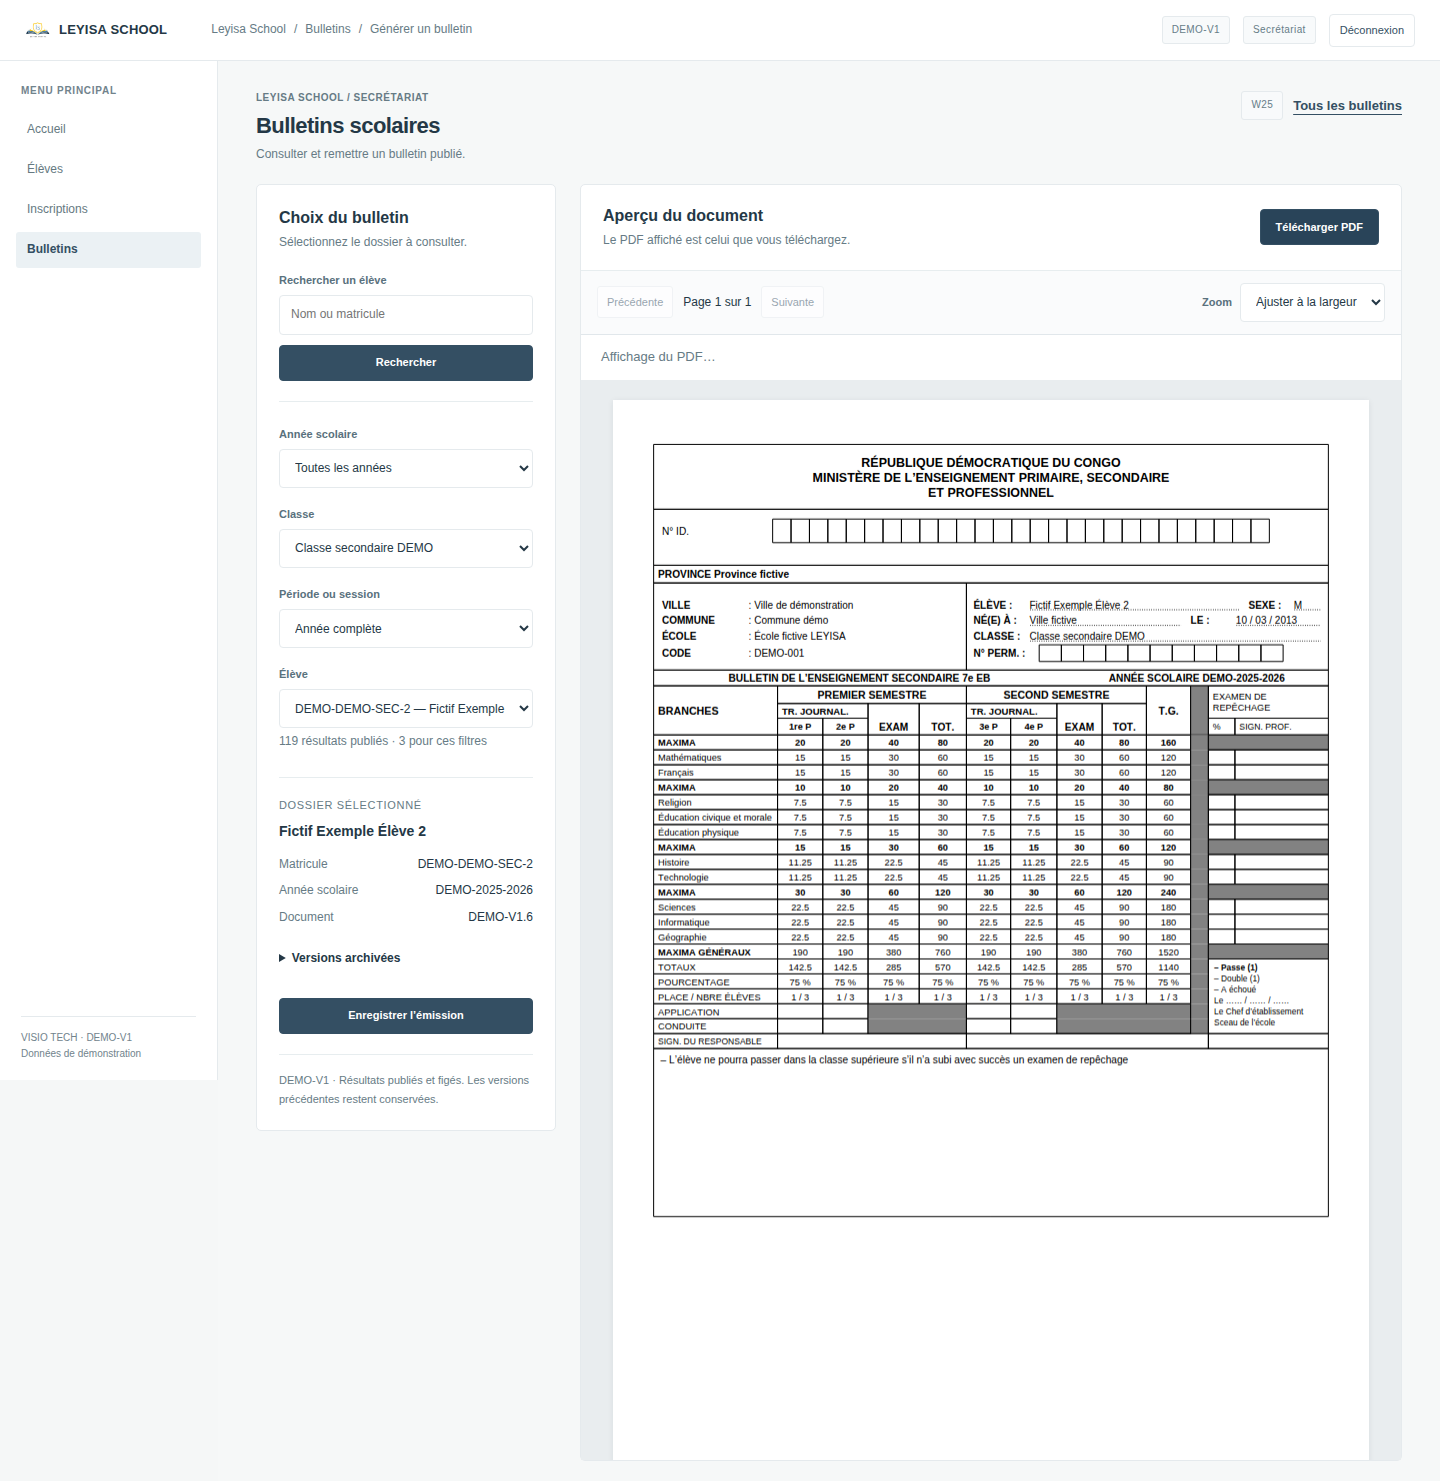 LEYISA SCHOOL
Leyisa School / Bulletins / Générer un bulletin
DEMO-V1
Secrétariat
Déconnexion
MENU PRINCIPAL
Accueil
Élèves
Inscriptions
Bulletins
VISIO TECH · DEMO-V1
Données de démonstration
LEYISA SCHOOL / SECRÉTARIAT
Bulletins scolaires
Consulter et remettre un bulletin publié.
W25
Tous les bulletins
Choix du bulletin
Sélectionnez le dossier à consulter.
Rechercher un élève
Nom ou matricule
Rechercher
Année scolaire
Toutes les années
Classe
Classe secondaire DEMO
Période ou session
Année complète
Élève
DEMO-DEMO-SEC-2 — Fictif Exemple
119 résultats publiés · 3 pour ces filtres
DOSSIER SÉLECTIONNÉ
Fictif Exemple Élève 2
Matricule DEMO-DEMO-SEC-2
Année scolaire DEMO-2025-2026
Document DEMO-V1.6
Versions archivées
Enregistrer l'émission
DEMO-V1 · Résultats publiés et figés. Les versions
précédentes restent conservées.
Aperçu du document
Le PDF affiché est celui que vous téléchargez.
Télécharger PDF
Précédente
Page 1 sur 1
Suivante
Zoom
Ajuster à la largeur
Affichage du PDF…
RÉPUBLIQUE DÉMOCRATIQUE DU CONGO
MINISTÈRE DE L'ENSEIGNEMENT PRIMAIRE, SECONDAIRE
ET PROFESSIONNEL
N° ID.
PROVINCE Province fictive
VILLE : Ville de démonstration
COMMUNE : Commune démo
ÉCOLE : École fictive LEYISA
CODE : DEMO-001
ÉLÈVE : Fictif Exemple Élève 2 SEXE : M
NÉ(E) À : Ville fictive LE : 10 / 03 / 2013
CLASSE : Classe secondaire DEMO
N° PERM. :
BULLETIN DE L'ENSEIGNEMENT SECONDAIRE 7e EB ANNÉE SCOLAIRE DEMO-2025-2026
BRANCHES PREMIER SEMESTRE SECOND SEMESTRE T.G. EXAMEN DE REPÊCHAGE
TR. JOURNAL. EXAM TOT. TR. JOURNAL. EXAM TOT.
1re P 2e P 3e P 4e P % SIGN. PROF.
MAXIMA 20 20 40 80 20 20 40 80 160
Mathématiques 15 15 30 60 15 15 30 60 120
Français 15 15 30 60 15 15 30 60 120
MAXIMA 10 10 20 40 10 10 20 40 80
Religion 7.5 7.5 15 30 7.5 7.5 15 30 60
Éducation civique et morale 7.5 7.5 15 30 7.5 7.5 15 30 60
Éducation physique 7.5 7.5 15 30 7.5 7.5 15 30 60
MAXIMA 15 15 30 60 15 15 30 60 120
Histoire 11.25 11.25 22.5 45 11.25 11.25 22.5 45 90
Technologie 11.25 11.25 22.5 45 11.25 11.25 22.5 45 90
MAXIMA 30 30 60 120 30 30 60 120 240
Sciences 22.5 22.5 45 90 22.5 22.5 45 90 180
Informatique 22.5 22.5 45 90 22.5 22.5 45 90 180
Géographie 22.5 22.5 45 90 22.5 22.5 45 90 180
MAXIMA GÉNÉRAUX 190 190 380 760 190 190 380 760 1520
TOTAUX 142.5 142.5 285 570 142.5 142.5 285 570 1140
POURCENTAGE 75 % 75 % 75 % 75 % 75 % 75 % 75 % 75 % 75 %
PLACE / NBRE ÉLÈVES 1 / 3 1 / 3 1 / 3 1 / 3 1 / 3 1 / 3 1 / 3 1 / 3 1 / 3
APPLICATION
CONDUITE
SIGN. DU RESPONSABLE
– Passe (1)
– Double (1)
– A échoué
Le ...... / ...... / ......
Le Chef d'établissement
Sceau de l'école
– L'élève ne pourra passer dans la classe supérieure s'il n'a subi avec succès un examen de repêchage